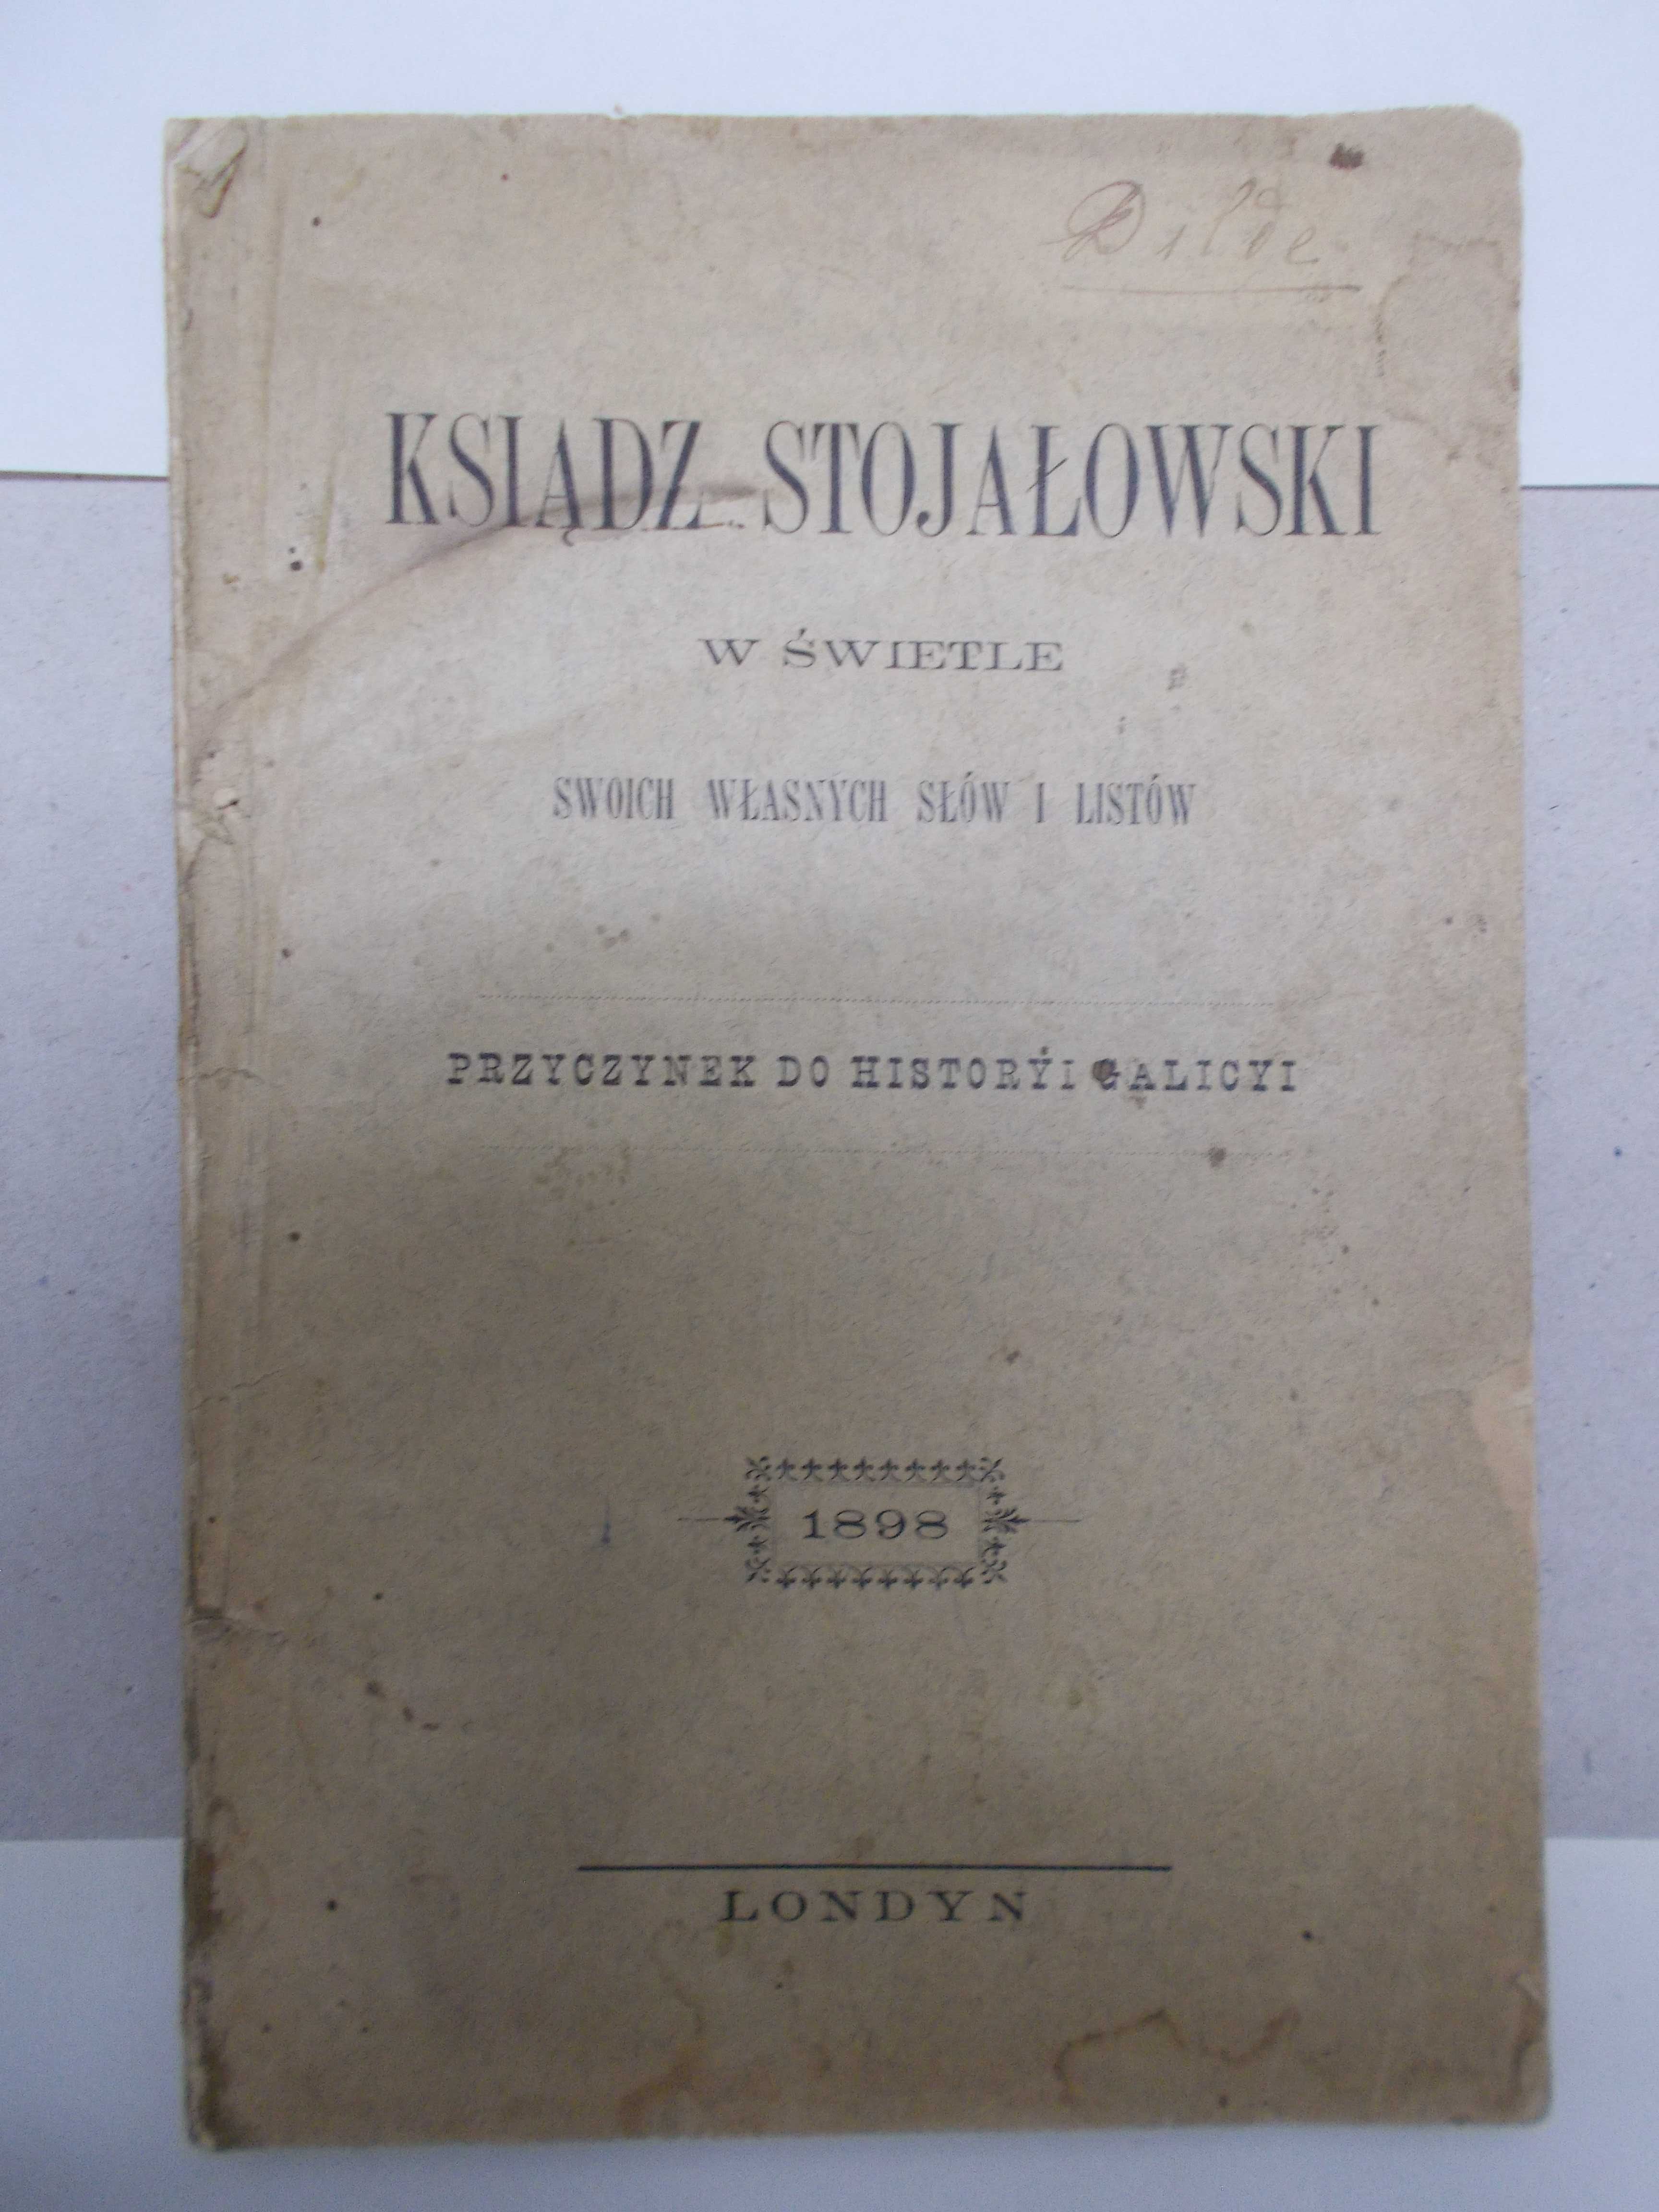 KSIĄDZ STOJAŁOWSKI
W ŚWIETLE
SWOICH WŁASNYCH SŁÓW I LISTÓW
PRZYCZYNEK DO HISTORYI GALICYI
1898
LONDYN